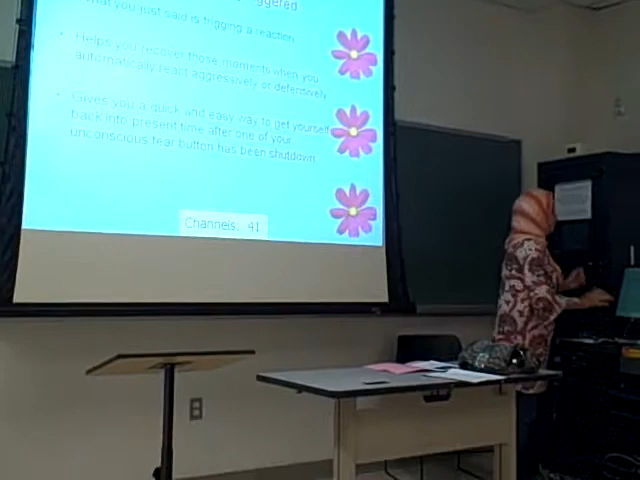 ggered
what you just said is trigging a reaction.
Helps you recover those moments when you
automatically react aggressively or defensively.
Gives you a quick and easy way to get yourself
back into present time after one of your
unconscious fear button has been shutdown.
Channels: 41